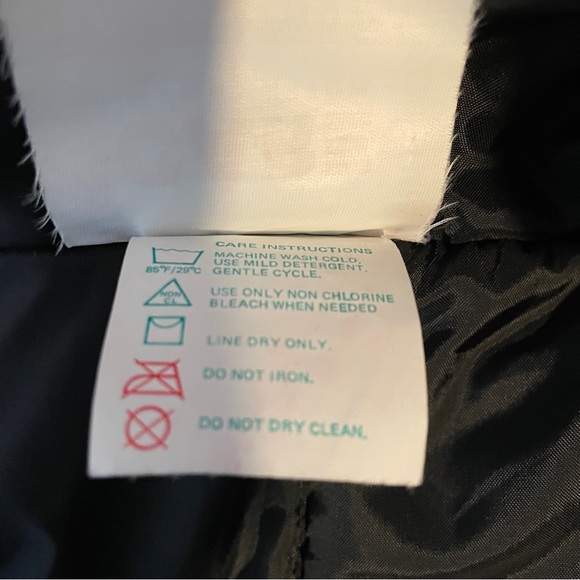 CARE INSTRUCTIONS
MACHINE WASH COLD,
USE MILD DETERGENT.
85°F/29°C GENTLE CYCLE.
NON USE ONLY NON CHLORINE
CL BLEACH WHEN NEEDED
LINE DRY ONLY.
DO NOT IRON.
DO NOT DRY CLEAN.